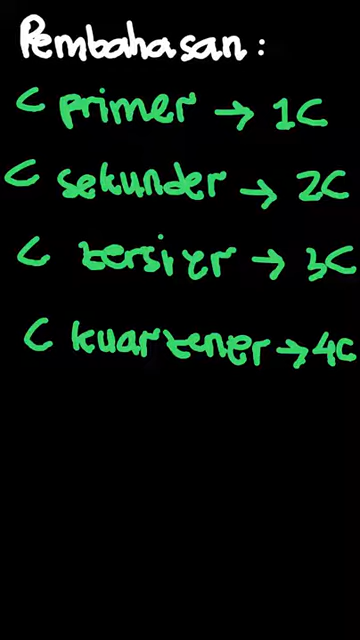 Pembahasan :
C primer → 1C
C sekunder → 2C
C tersier → 3C
C kuartener → 4C